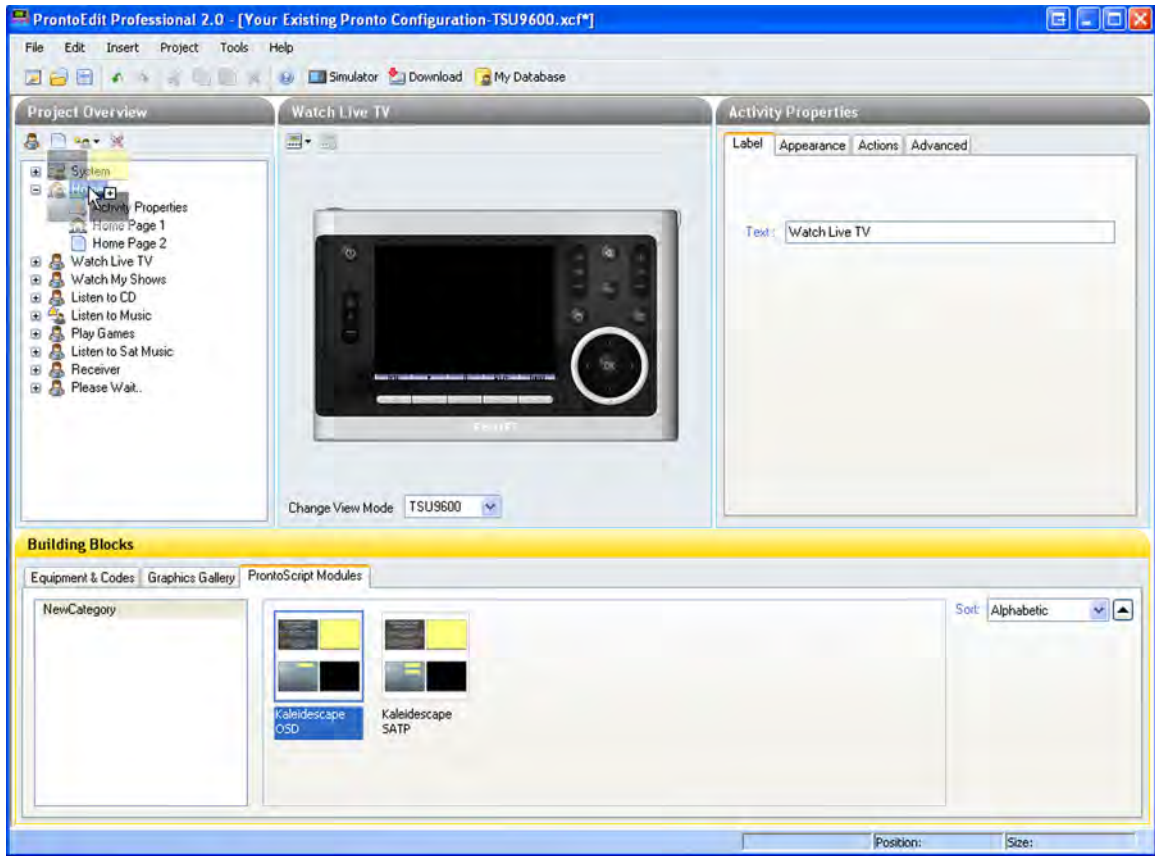 ProntoEdit Professional 2.0 - [Your Existing Pronto Configuration-TSU9600.xcf*]
File Edit Insert Project Tools Help
Simulator Download My Database
Project Overview
System
Activity Properties
Home Page 1
Home Page 2
Watch Live TV
Watch My Shows
Listen to CD
Listen to Music
Play Games
Listen to Sat Music
Receiver
Please Wait..
Watch Live TV
OK
Change View Mode TSU9600
Activity Properties
Label Appearance Actions Advanced
Text: Watch Live TV
Building Blocks
Equipment & Codes Graphics Gallery ProntoScript Modules
NewCategory
Kaleidescape
OSD
Kaleidescape
SATP
Sort: Alphabetic
Position: Size: